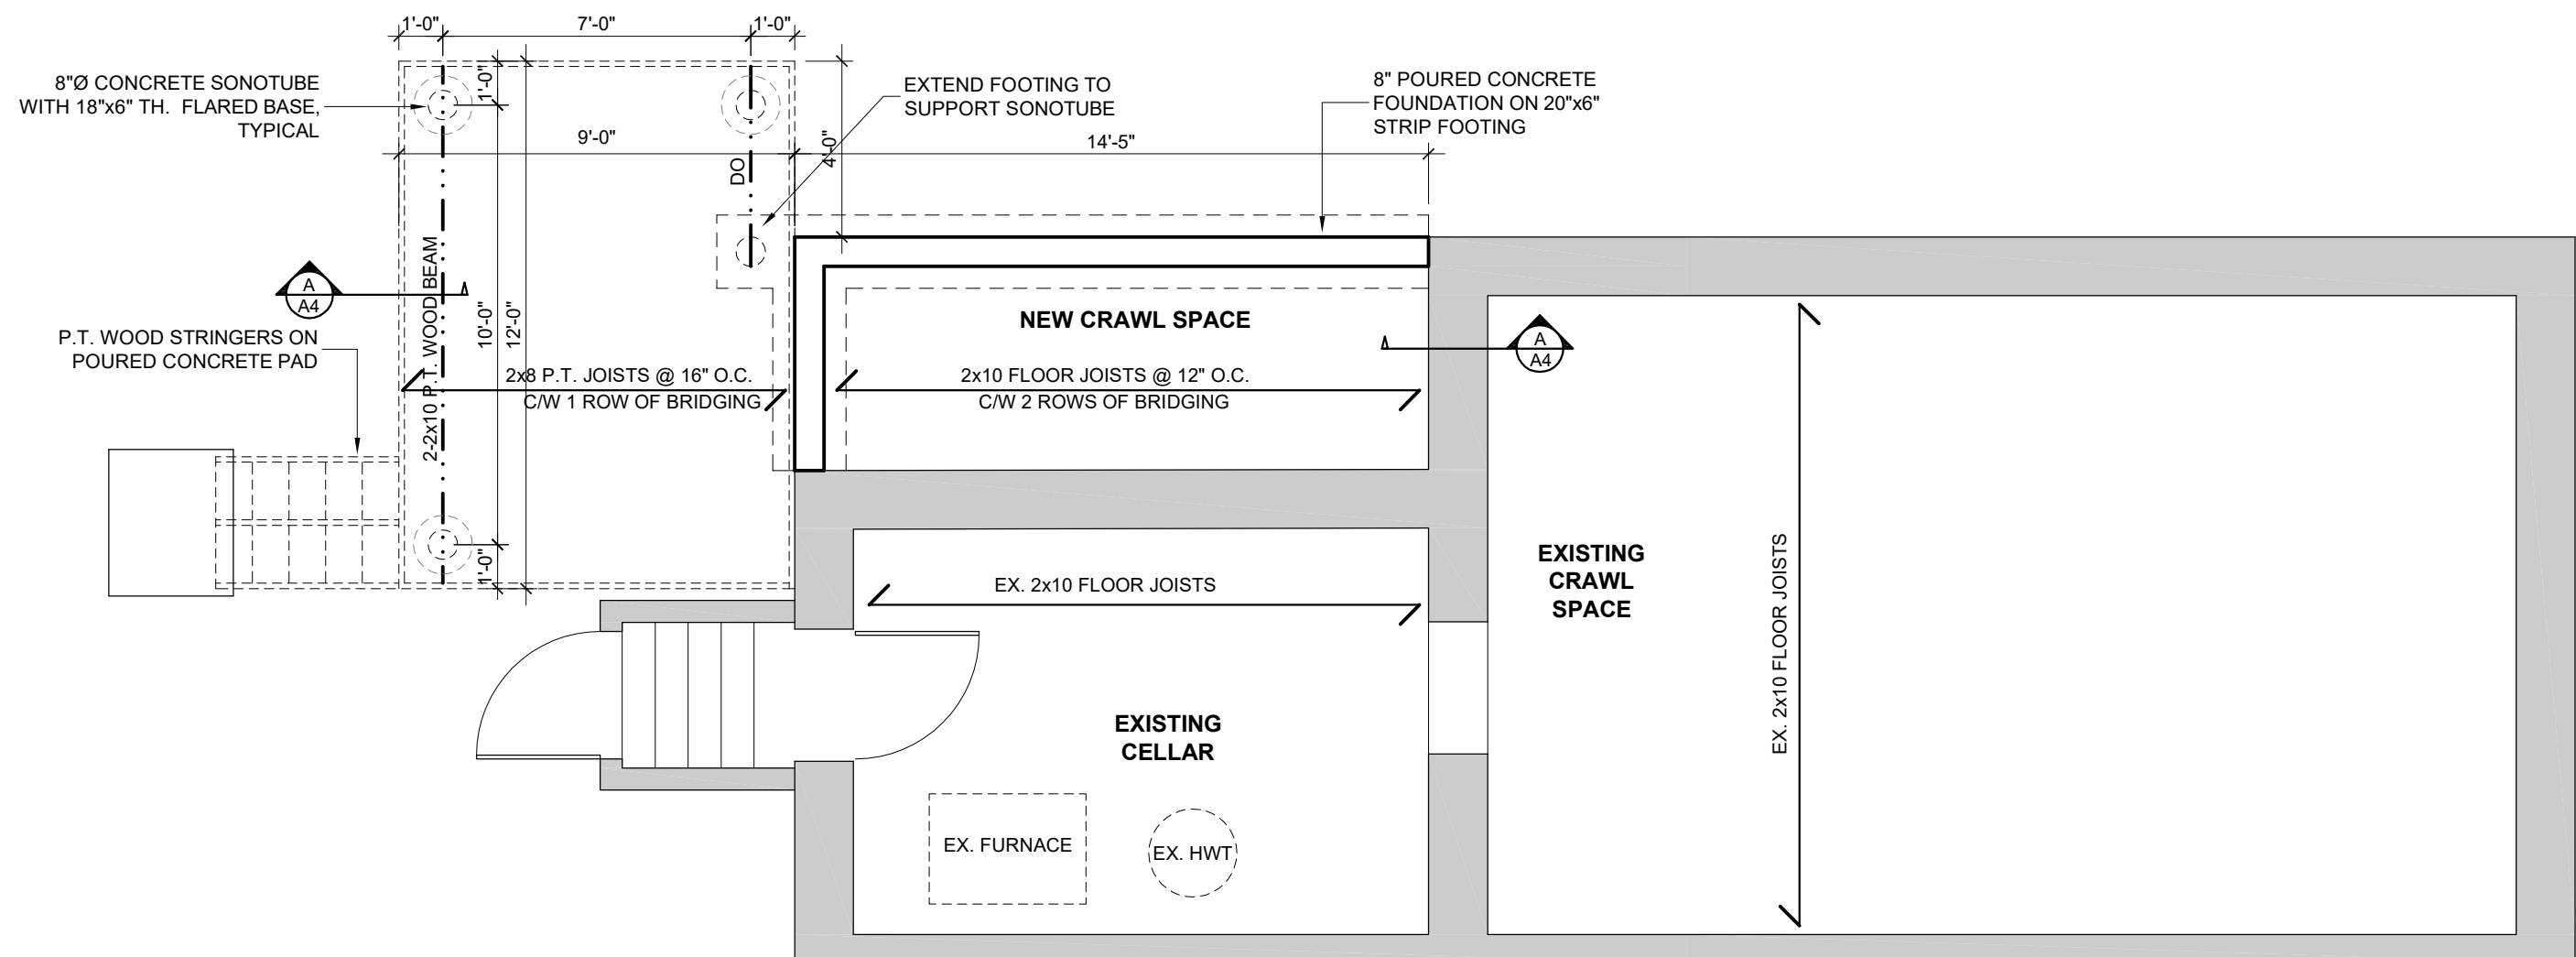 1'-0"
7'-0"
1'-0"
8"Ø CONCRETE SONOTUBE
WITH 18"x6" TH. FLARED BASE,
TYPICAL
1'-0"
EXTEND FOOTING TO
SUPPORT SONOTUBE
8" POURED CONCRETE
FOUNDATION ON 20"x6"
STRIP FOOTING
9'-0"
4'-0"
14'-5"
DO
A
A4
2-2x10 P.T. WOOD BEAM
10'-0"
12'-0"
NEW CRAWL SPACE
A
A4
P.T. WOOD STRINGERS ON
POURED CONCRETE PAD
2x8 P.T. JOISTS @ 16" O.C.
C/W 1 ROW OF BRIDGING
2x10 FLOOR JOISTS @ 12" O.C.
C/W 2 ROWS OF BRIDGING
1'-0"
EX. 2x10 FLOOR JOISTS
EXISTING
CRAWL
SPACE
EX. 2x10 FLOOR JOISTS
EXISTING
CELLAR
EX. FURNACE
EX. HWT